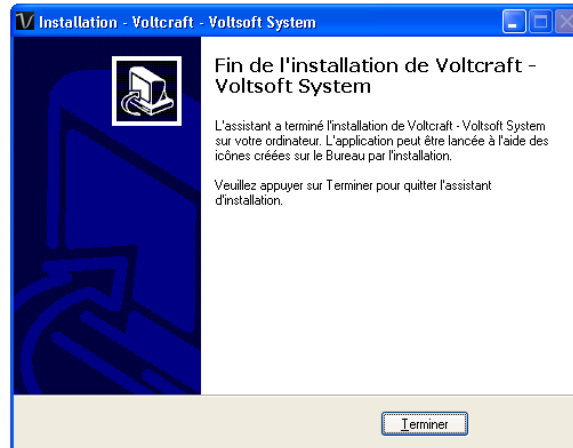 Installation - Voltcraft - Voltsoft System
Fin de l'installation de Voltcraft -
Voltsoft System
L'assistant a terminé l'installation de Voltcraft - Voltsoft System
sur votre ordinateur. L'application peut être lancée à l'aide des
icônes créées sur le Bureau par l'installation.
Veuillez appuyer sur Terminer pour quitter l'assistant
d'installation.
Terminer